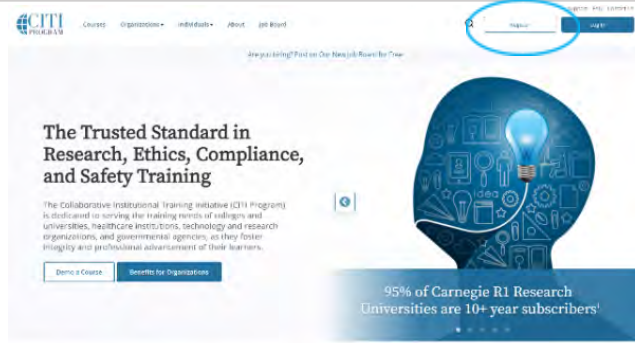 CITI
PROGRAM
Courses Organizations Individuals About Job Board
Register Log In
Are you hiring? Post on Our New Job Board for Free
The Trusted Standard in
Research, Ethics, Compliance,
and Safety Training
The Collaborative Institutional Training Initiative (CITI Program)
is dedicated to serving the training needs of colleges and
universities, healthcare institutions, technology and research
organizations, and governmental agencies, as they foster
integrity and professional advancement of their learners.
Demo a Course Benefits for Organizations
95% of Carnegie R1 Research
Universities are 10+ year subscribers¹